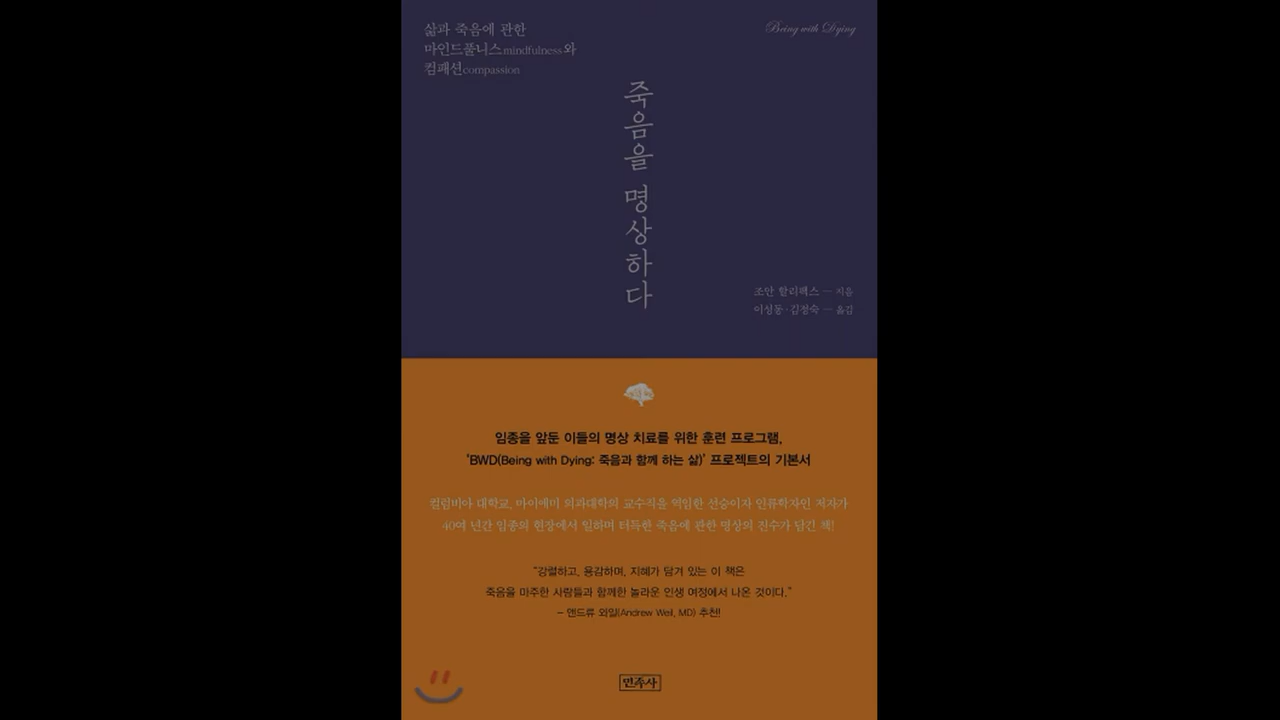 삶과 죽음에 관한
마인드풀니스mindfulness와
컴패션compassion
Being with Dying
죽음을 명상하다
조안 할리팩스 — 지음
이성동·김정숙 — 옮김
임종을 앞둔 이들의 명상 치료를 위한 훈련 프로그램,
‘BWD(Being with Dying: 죽음과 함께 하는 삶)’ 프로젝트의 기본서
컬럼비아 대학교, 마이애미 의과대학의 교수직을 역임한 선승이자 인류학자인 저자가
40여 년간 임종의 현장에서 일하며 터득한 죽음에 관한 명상의 진수가 담긴 책!
“강렬하고, 용감하며, 지혜가 담겨 있는 이 책은
죽음을 마주한 사람들과 함께한 놀라운 인생 여정에서 나온 것이다.”
– 앤드류 와일(Andrew Weil, MD) 추천!
민족사